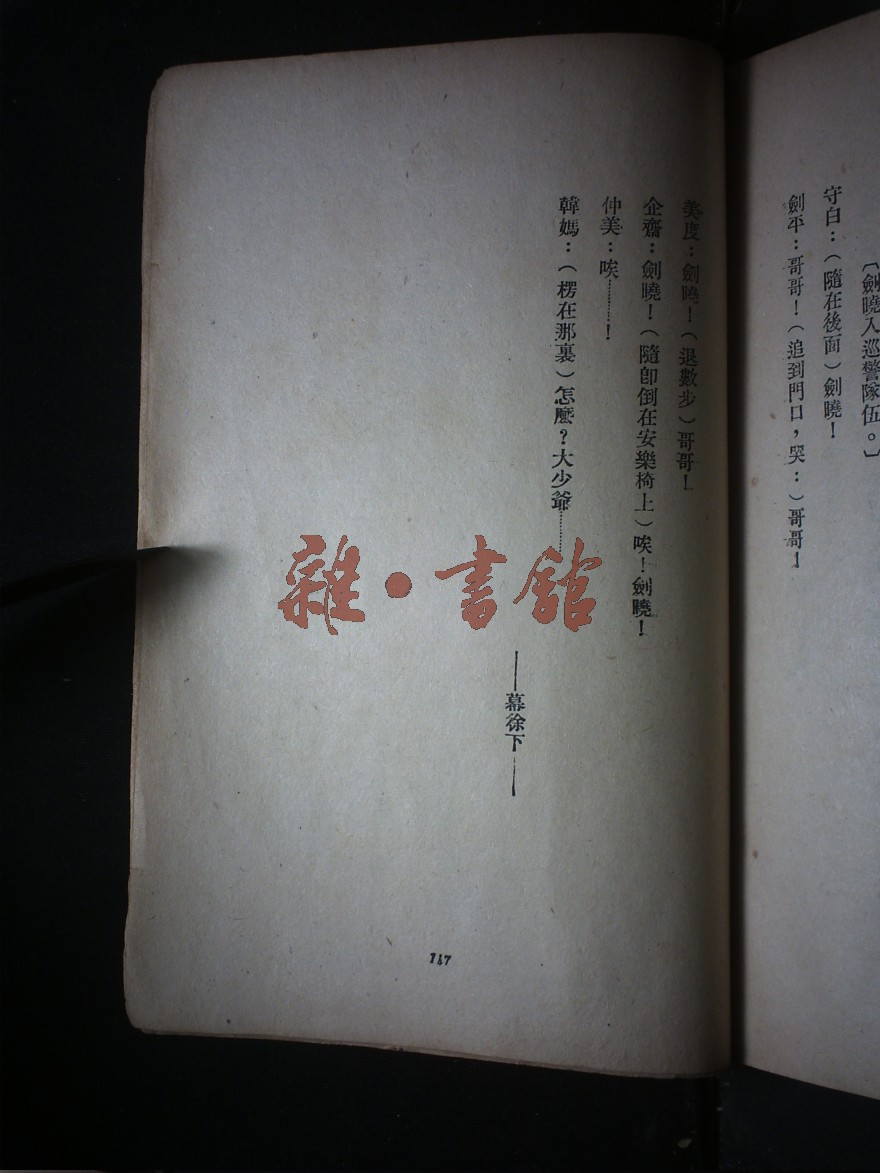 〔劍曉入巡警隊伍。〕
守白：（隨在後面）劍曉！
劍平：哥哥！（追到門口，哭：）哥哥！
美度：劍曉！（退數步）哥哥！
企齋：劍曉！（隨卽倒在安樂椅上）唉！劍曉！
仲美：唉………！
韓媽：（楞在那裏）怎麽？大少爺………
——幕徐下——
147
雜·書館